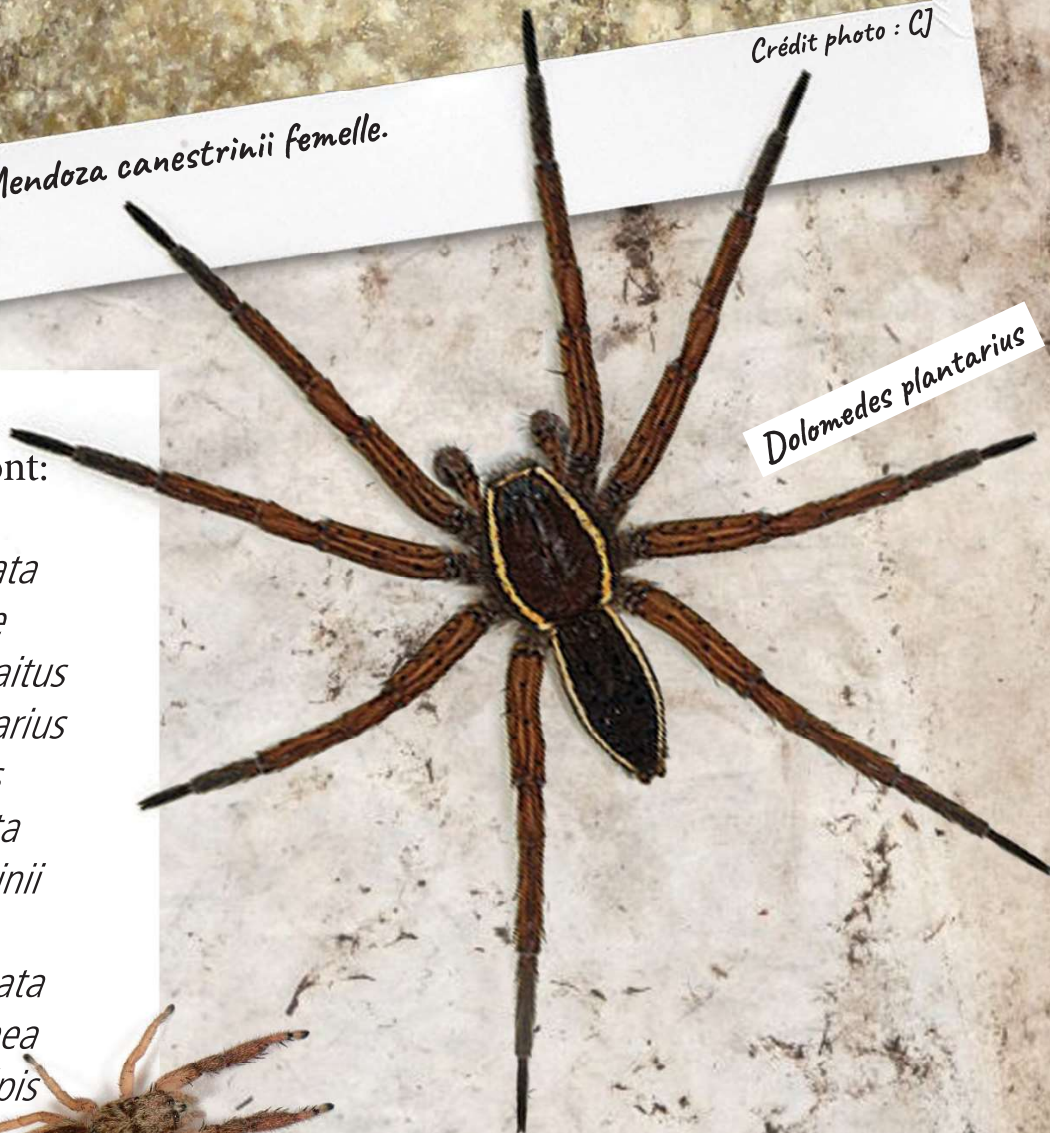 Crédit photo : CJ
Mendoza canestrinii femelle.
Dolomedes plantarius
ont:
ata
e
aitus
arius
s
ta
inii
ata
ea
pis